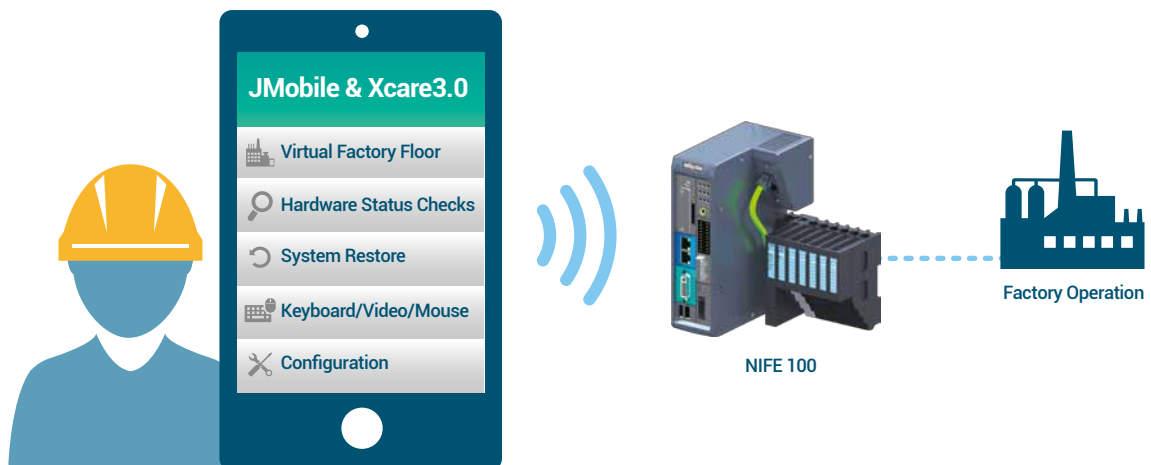 JMobile & Xcare3.0
Virtual Factory Floor
Hardware Status Checks
System Restore
Keyboard/Video/Mouse
Configuration
NIFE 100
Factory Operation